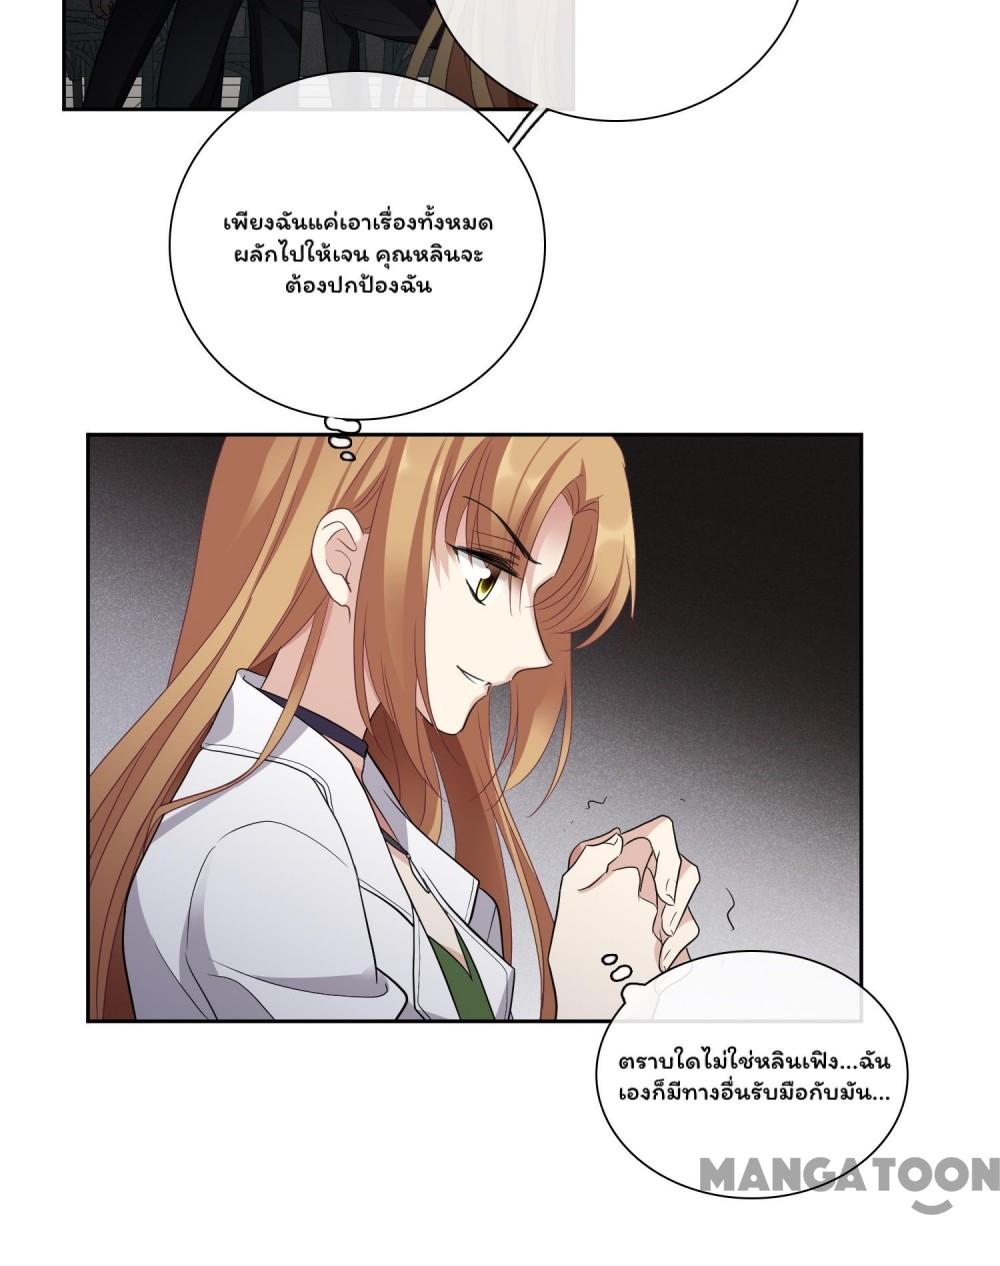 เพียงฉันแค่เอาเรื่องทั้งหมด
ผลักไปให้เจน คุณหลินจะ
ต้องปกป้องฉัน
ตราบใดไม่ใช่หลินเฟิง...ฉัน
เองก็มีทางอื่นรับมือกับมัน...
MANGATOON